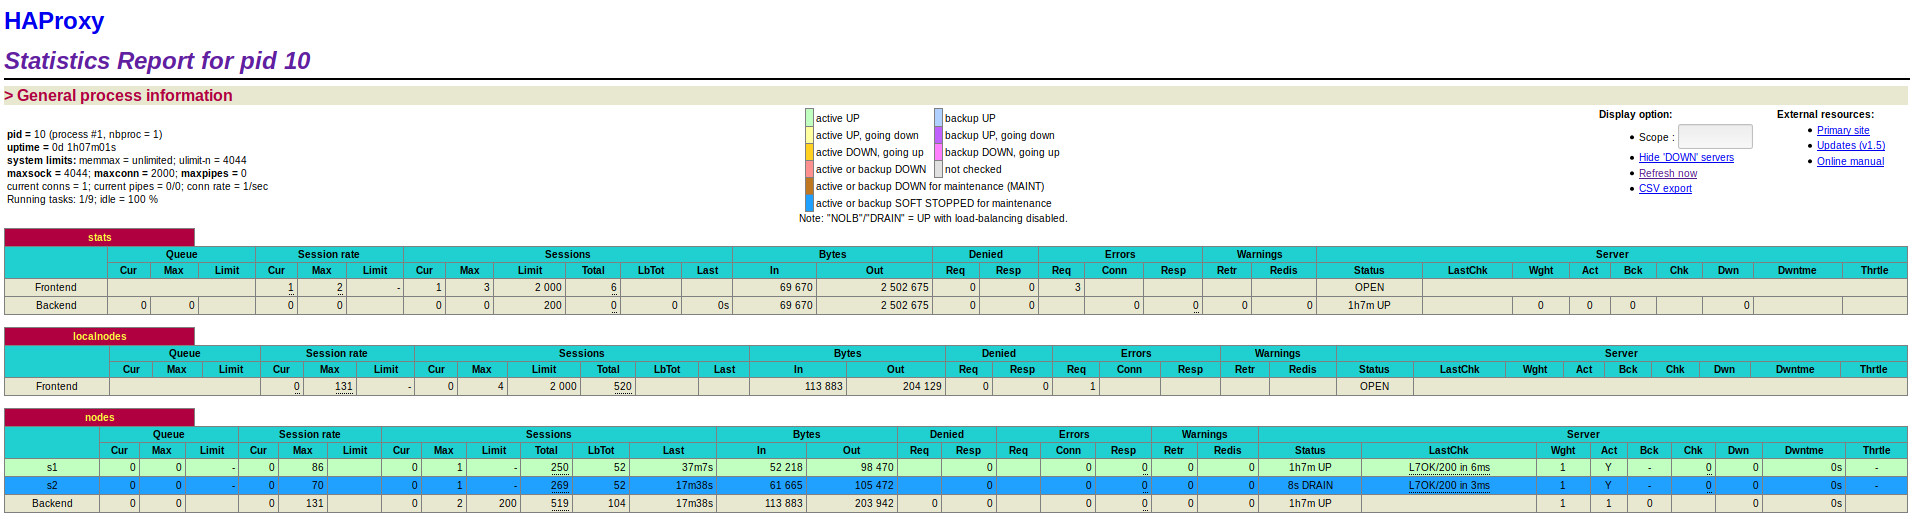 HAProxy
Statistics Report for pid 10
> General process information
pid = 10 (process #1, nbproc = 1)
uptime = 0d 1h07m01s
system limits: memmax = unlimited; ulimit-n = 4044
maxsock = 4044; maxconn = 2000; maxpipes = 0
current conns = 1; current pipes = 0/0; conn rate = 1/sec
Running tasks: 1/9; idle = 100 %
active UP backup UP
active UP, going down backup UP, going down
active DOWN, going up backup DOWN, going up
active or backup DOWN not checked
active or backup DOWN for maintenance (MAINT)
active or backup SOFT STOPPED for maintenance
Note: "NOLB"/"DRAIN" = UP with load-balancing disabled.
Display option:
Scope :
Hide 'DOWN' servers
Refresh now
CSV export
External resources:
Primary site
Updates (v1.5)
Online manual
stats
Queue Session rate Sessions Bytes Denied Errors Warnings Server
Cur Max Limit Cur Max Limit Cur Max Limit Total LbTot Last In Out Req Resp Req Conn Resp Retr Redis Status LastChk Wght Act Bck Chk Dwn Dwntme Thrtle
Frontend 1 2 - 1 3 2 000 6 69 670 2 502 675 0 0 3 OPEN
Backend 0 0 0 0 0 0 200 0 0 0s 69 670 2 502 675 0 0 0 0 0 0 1h7m UP 0 0 0 0
localnodes
Queue Session rate Sessions Bytes Denied Errors Warnings Server
Cur Max Limit Cur Max Limit Cur Max Limit Total LbTot Last In Out Req Resp Req Conn Resp Retr Redis Status LastChk Wght Act Bck Chk Dwn Dwntme Thrtle
Frontend 0 131 - 0 4 2 000 520 113 883 204 129 0 0 1 OPEN
nodes
Queue Session rate Sessions Bytes Denied Errors Warnings Server
Cur Max Limit Cur Max Limit Cur Max Limit Total LbTot Last In Out Req Resp Req Conn Resp Retr Redis Status LastChk Wght Act Bck Chk Dwn Dwntme Thrtle
s1 0 0 - 0 86 0 1 - 250 52 37m7s 52 218 98 470 0 0 0 0 0 1h7m UP L7OK/200 in 6ms 1 Y - 0 0 0s -
s2 0 0 - 0 70 0 1 - 269 52 17m38s 61 665 105 472 0 0 0 0 0 8s DRAIN L7OK/200 in 3ms 1 Y - 0 0 0s -
Backend 0 0 0 131 0 2 200 519 104 17m38s 113 883 203 942 0 0 0 0 0 0 1h7m UP 1 1 0 0 0s